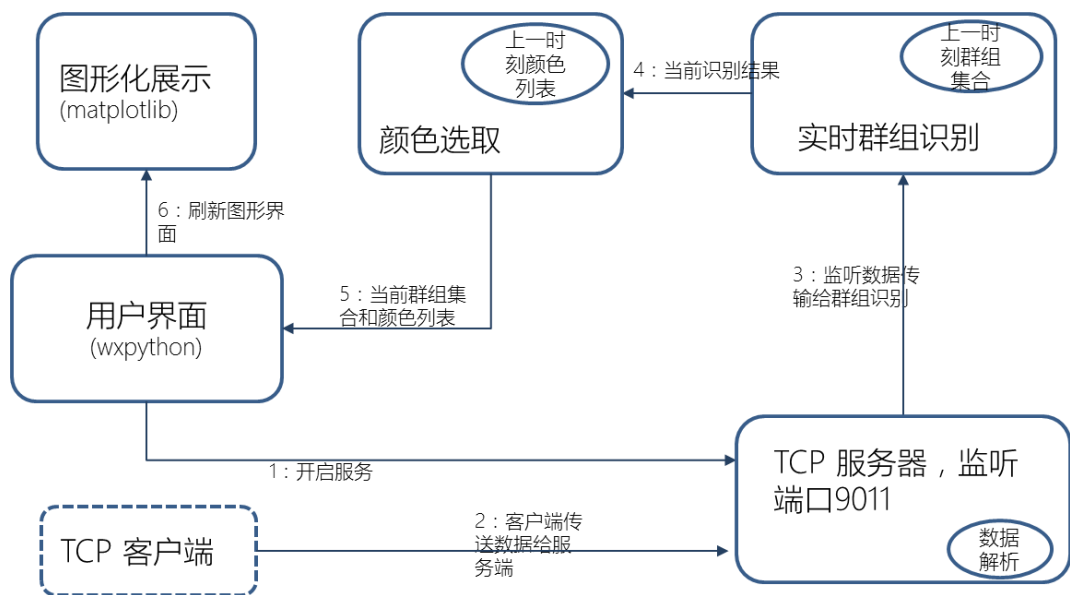 图形化展示
(matplotlib)
上一时
刻颜色
列表
颜色选取
4：当前识别结果
上一时
刻群组
集合
实时群组识别
6：刷新图形界
面
用户界面
(wxpython)
5：当前群组集
合和颜色列表
3：监听数据传
输给群组识别
1：开启服务
TCP 服务器，监听
端口9011
数据
解析
TCP 客户端
2：客户端传
送数据给服
务端